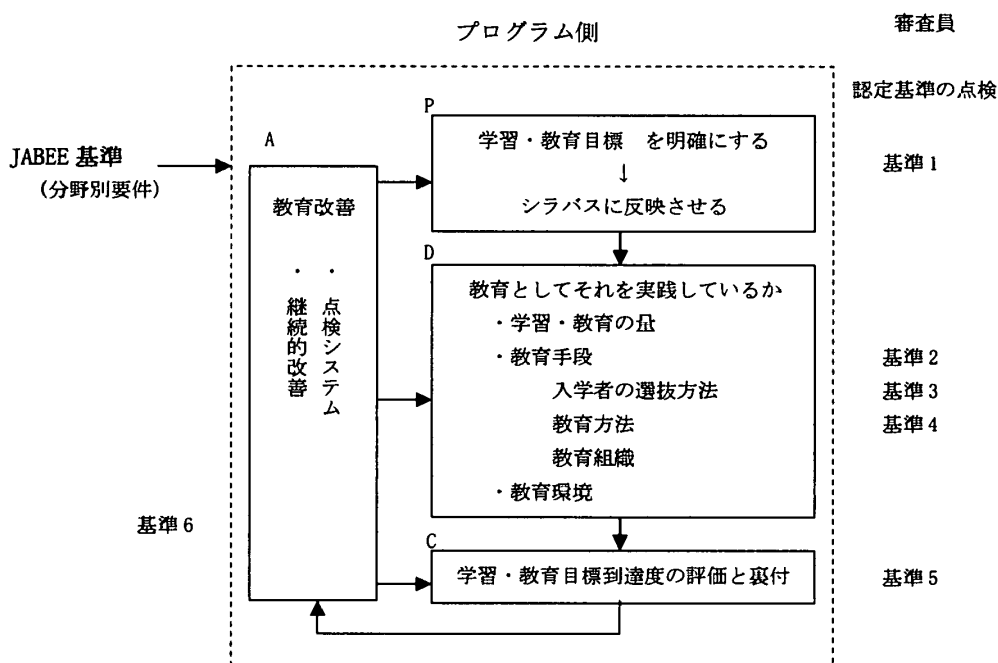 プログラム側
審査員
認定基準の点検
JABEE 基準
(分野別要件)
A
教育改善
・点検システム
・継続的改善
P
学習・教育目標 を明確にする
↓
シラバスに反映させる
基準1
D
教育としてそれを実践しているか
・学習・教育の量
・教育手段
基準2
入学者の選抜方法
基準3
教育方法
基準4
教育組織
・教育環境
基準6
C
学習・教育目標到達度の評価と裏付
基準5